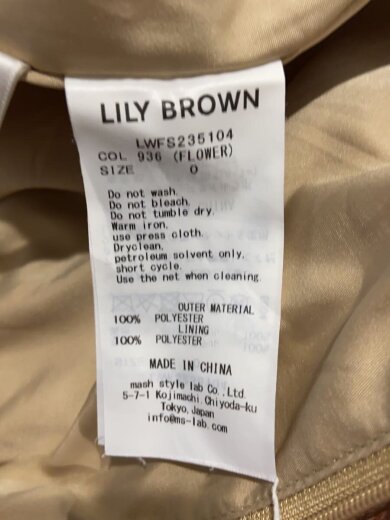 LILY BROWN
LWFS235104
COL 936 (FLOWER)
SIZE 0
Do not wash.
Do not bleach.
Do not tumble dry.
Warm iron.
use press cloth.
Dryclean.
petroleum solvent only.
short cycle.
Use the net when cleaning.
OUTER MATERIAL
100% POLYESTER
LINING
100% POLYESTER
MADE IN CHINA
mash style lab Co.,Ltd.
5-7-1 Kojimachi Chiyoda-ku
Tokyo,Japan
info@ms-lab.com